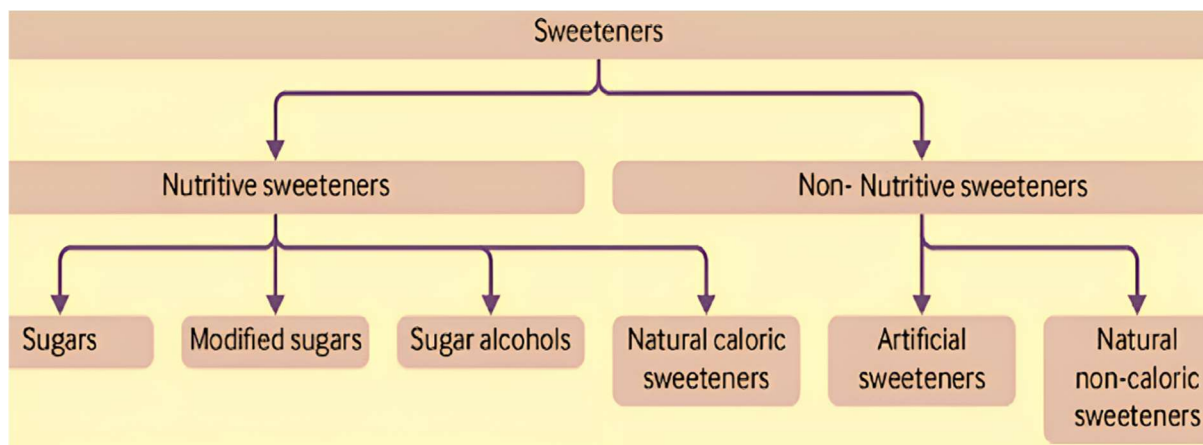 Sweeteners
Nutritive sweeteners
Non- Nutritive sweeteners
Sugars
Modified sugars
Sugar alcohols
Natural caloric
sweeteners
Artificial
sweeteners
Natural
non-caloric
sweeteners